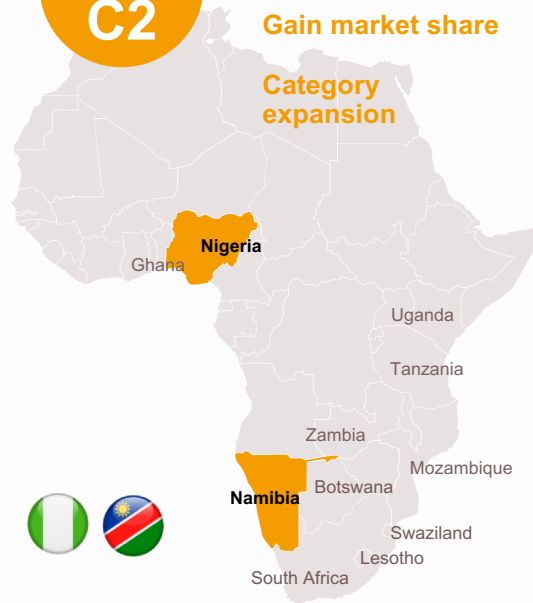 C2
Gain market share
Category
expansion
Nigeria
Ghana
Uganda
Tanzania
Zambia
Mozambique
Botswana
Namibia
Swaziland
Lesotho
South Africa